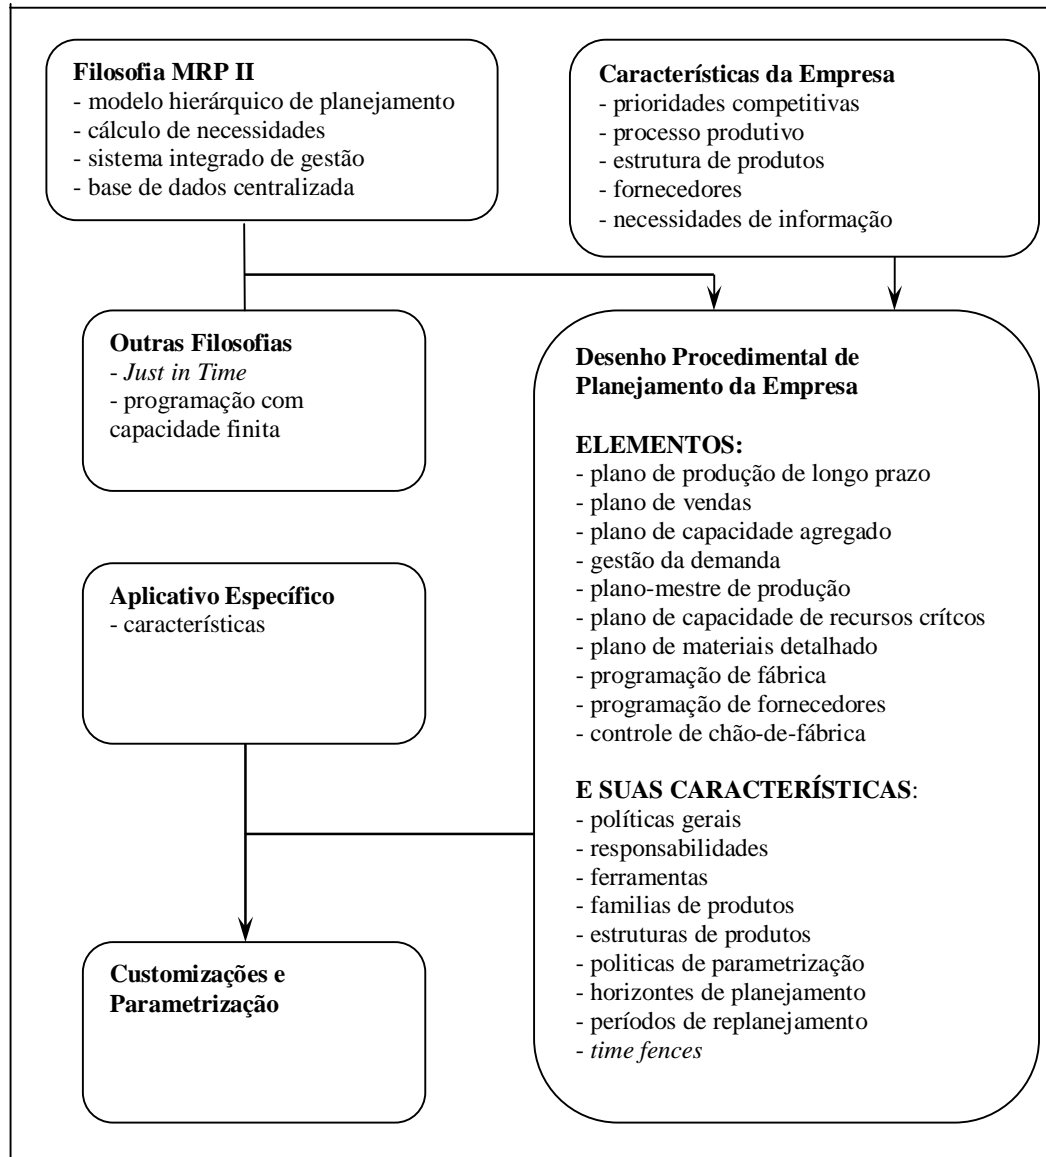 Filosofia MRP II
- modelo hierárquico de planejamento
- cálculo de necessidades
- sistema integrado de gestão
- base de dados centralizada
Características da Empresa
- prioridades competitivas
- processo produtivo
- estrutura de produtos
- fornecedores
- necessidades de informação
Outras Filosofias
- Just in Time
- programação com
capacidade finita
Aplicativo Específico
- características
Customizações e
Parametrização
Desenho Procedimental de
Planejamento da Empresa
ELEMENTOS:
- plano de produção de longo prazo
- plano de vendas
- plano de capacidade agregado
- gestão da demanda
- plano-mestre de produção
- plano de capacidade de recursos crítcos
- plano de materiais detalhado
- programação de fábrica
- programação de fornecedores
- controle de chão-de-fábrica
E SUAS CARACTERÍSTICAS:
- políticas gerais
- responsabilidades
- ferramentas
- familias de produtos
- estruturas de produtos
- politicas de parametrização
- horizontes de planejamento
- períodos de replanejamento
- time fences